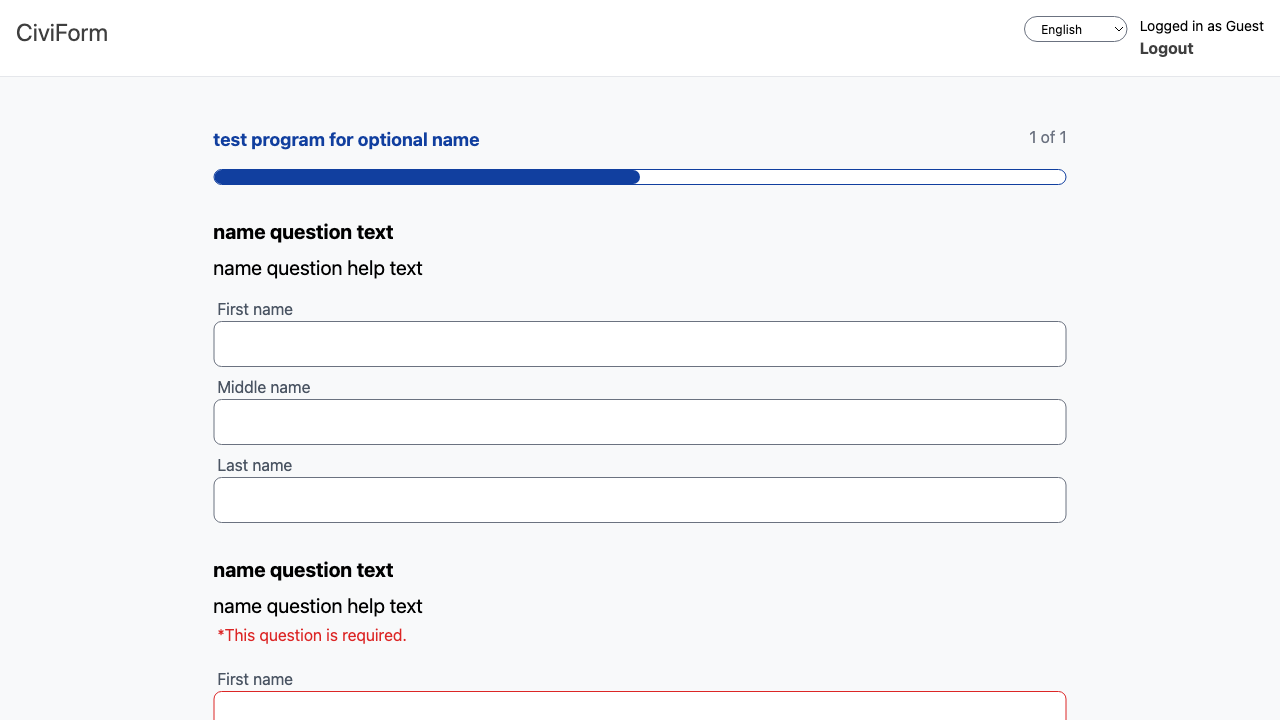 CiviForm
English
Logged in as Guest
Logout
test program for optional name
1 of 1
name question text
name question help text
First name
Middle name
Last name
name question text
name question help text
*This question is required.
First name